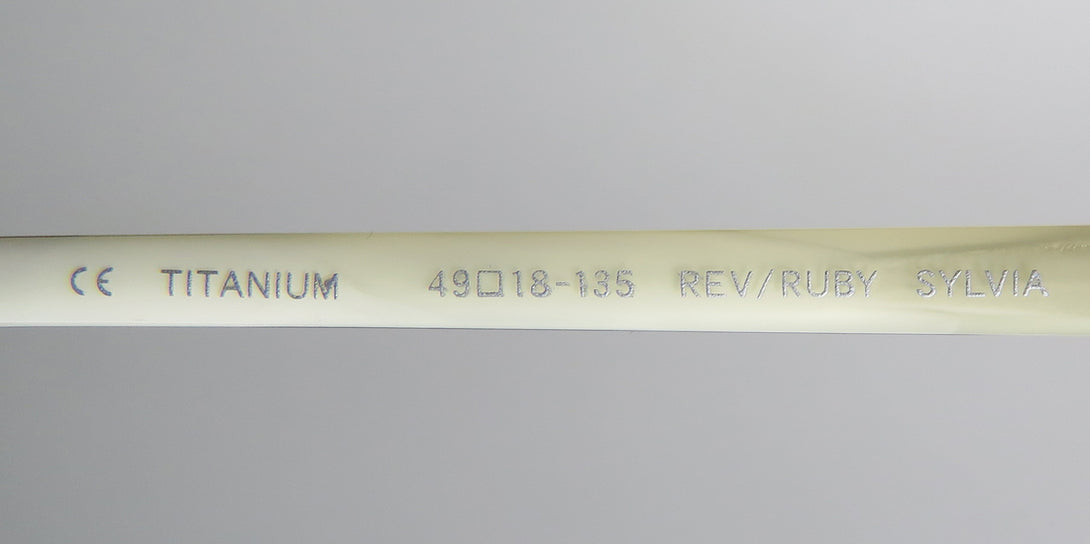 CE TITANIUM 49□18-135 REV/RUBY SYLVIA